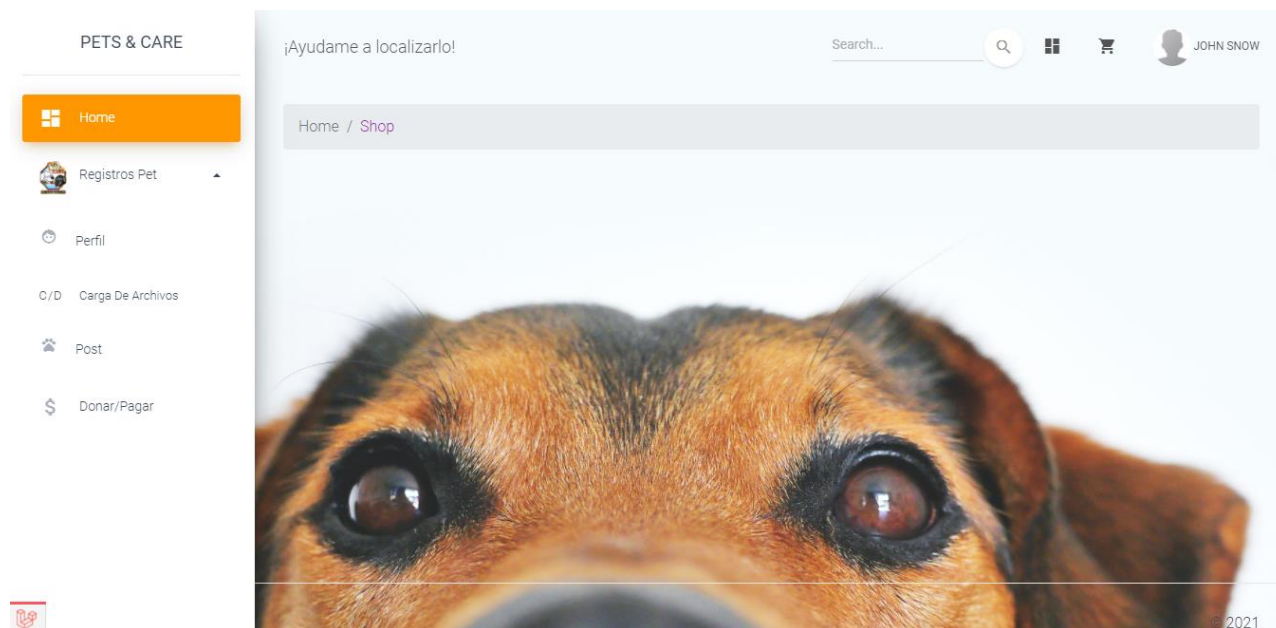 PETS & CARE
¡Ayudame a localizarlo!
Search...
JOHN SNOW
Home
Home / Shop
Registros Pet
Perfil
C/D Carga De Archivos
Post
$ Donar/Pagar
© 2021